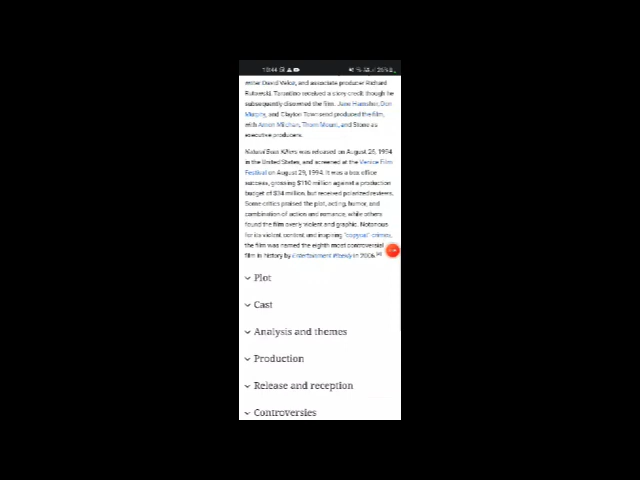 10:44
writer David Veloz, and associate producer Richard
Rutowski. Tarantino received a story credit though he
subsequently disowned the film. Jane Hamsher, Don
Murphy, and Clayton Townsend produced the film,
with Arnon Milchan, Thom Mount, and Stone as
executive producers.
Natural Born Killers was released on August 26, 1994
in the United States, and screened at the Venice Film
Festival on August 29, 1994. It was a box office
success, grossing $110 million against a production
budget of $34 million, but received polarized reviews.
Some critics praised the plot, acting, humor, and
combination of action and romance, while others
found the film overly violent and graphic. Notorious
for its violent content and inspiring "copycat" crimes,
the film was named the eighth most controversial
film in history by Entertainment Weekly in 2006.
Plot
Cast
Analysis and themes
Production
Release and reception
Controversies